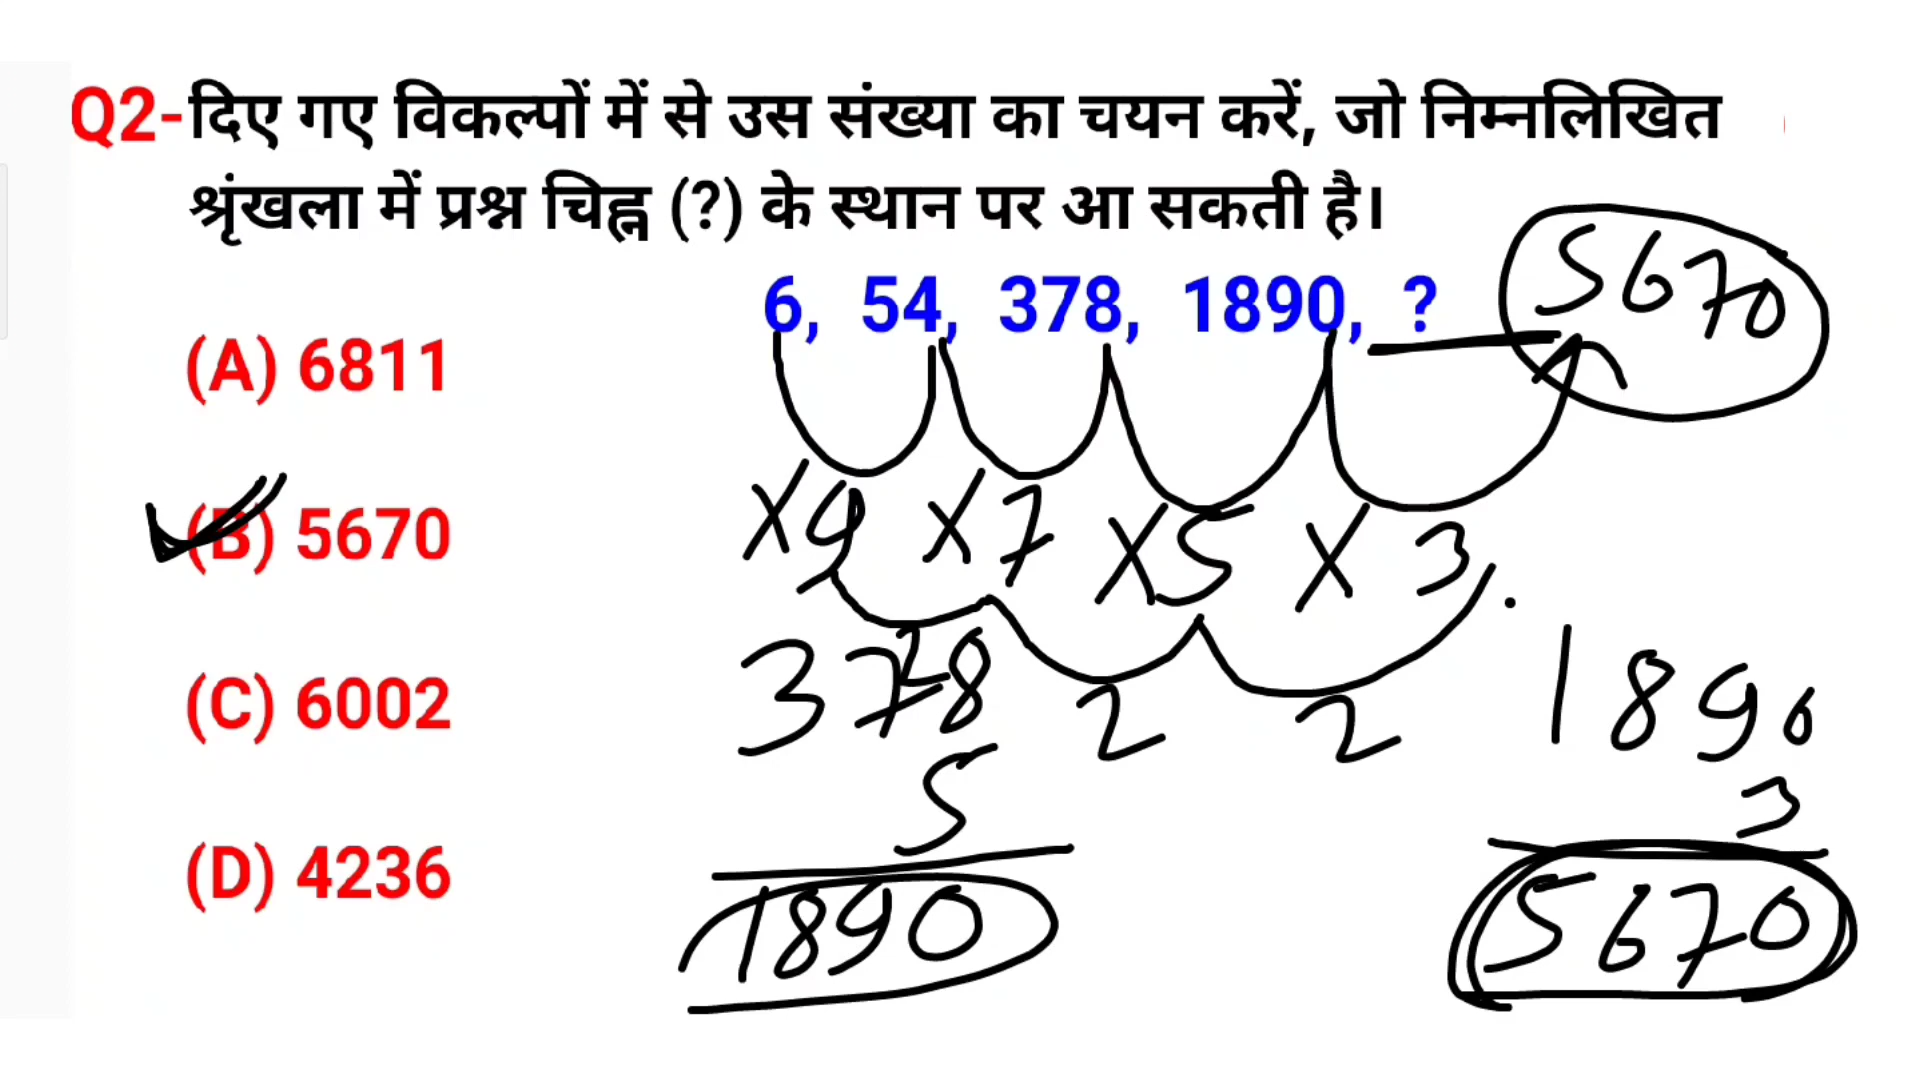 Q2-दिए गए विकल्पों में से उस संख्या का चयन करें, जो निम्नलिखित
श्रृंखला में प्रश्न चिह्न (?) के स्थान पर आ सकती है।
6, 54, 378, 1890, ? 5670
(A) 6811
(B) 5670
(C) 6002
(D) 4236
×9 ×7 ×5 ×3
2 2 2
378
5
1890
1890
3
5670